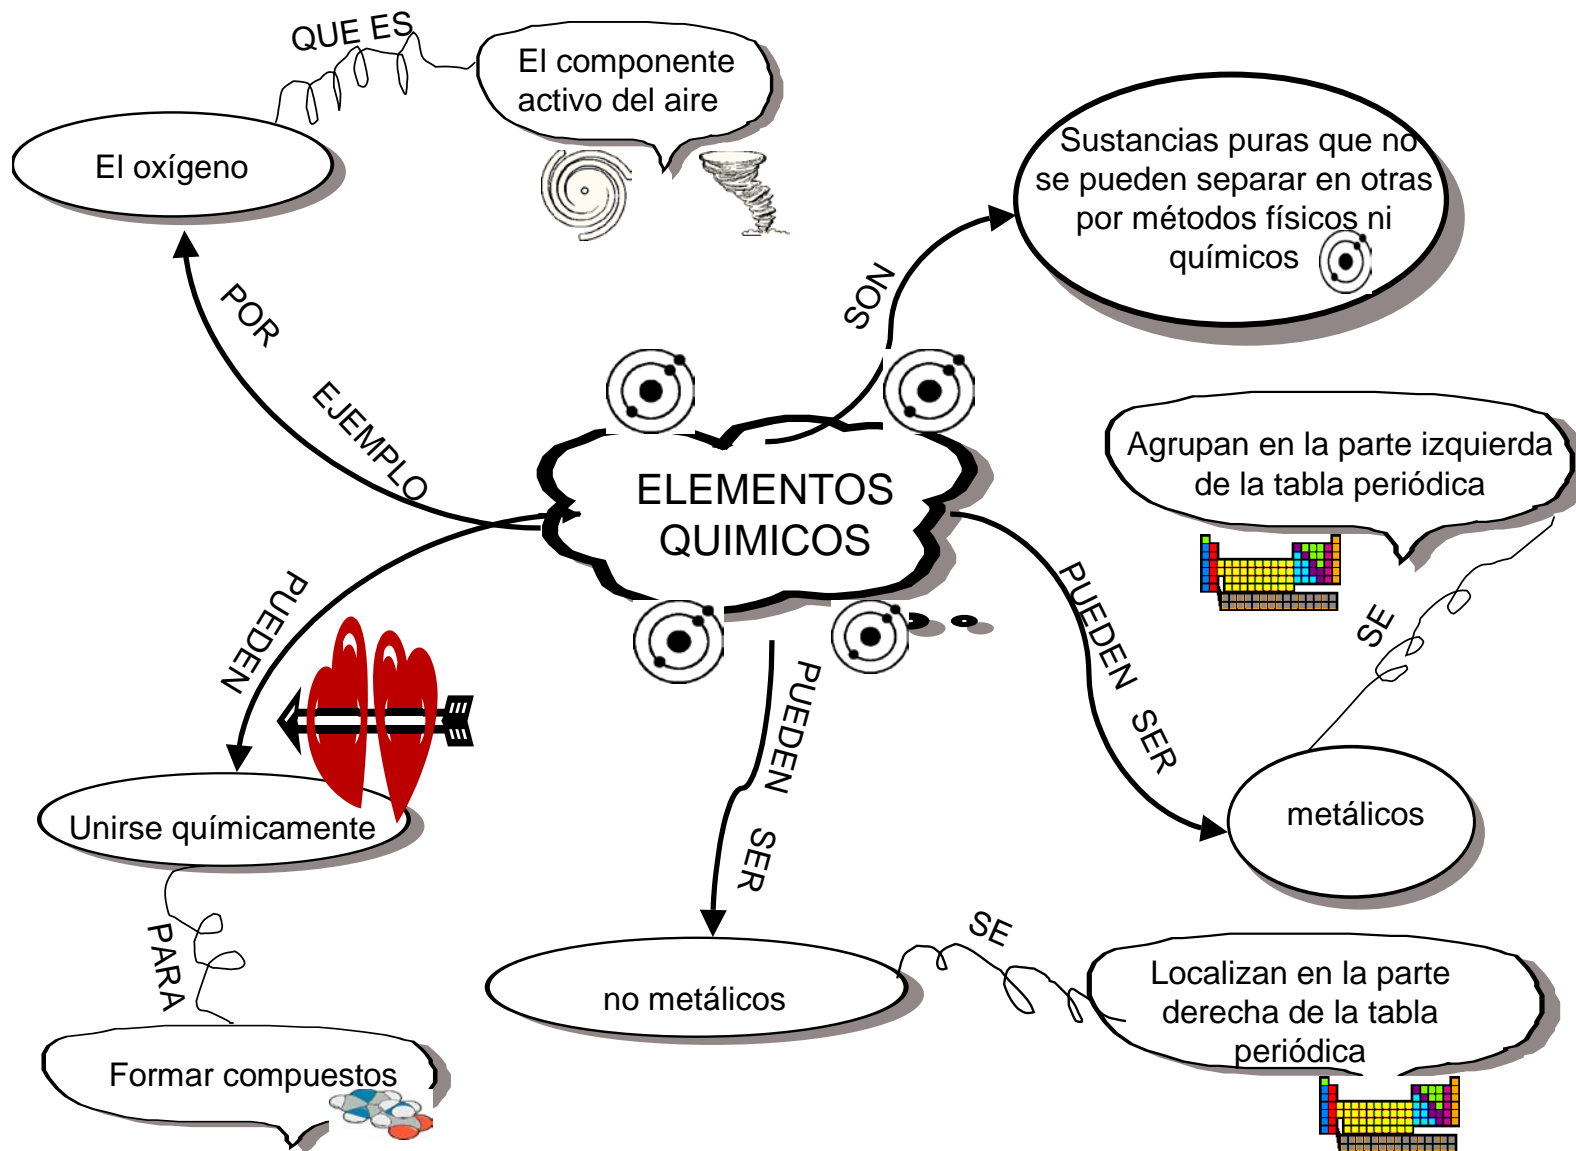 QUE ES
El componente
activo del aire
El oxígeno
Sustancias puras que no
se pueden separar en otras
por métodos físicos ni
químicos
SON
POR
EJEMPLO
Agrupan en la parte izquierda
de la tabla periódica
ELEMENTOS
QUIMICOS
PUEDEN
PUEDEN SER
SE
PUEDEN SER
metálicos
Unirse químicamente
PARA
SE
no metálicos
Localizan en la parte
derecha de la tabla
periódica
Formar compuestos